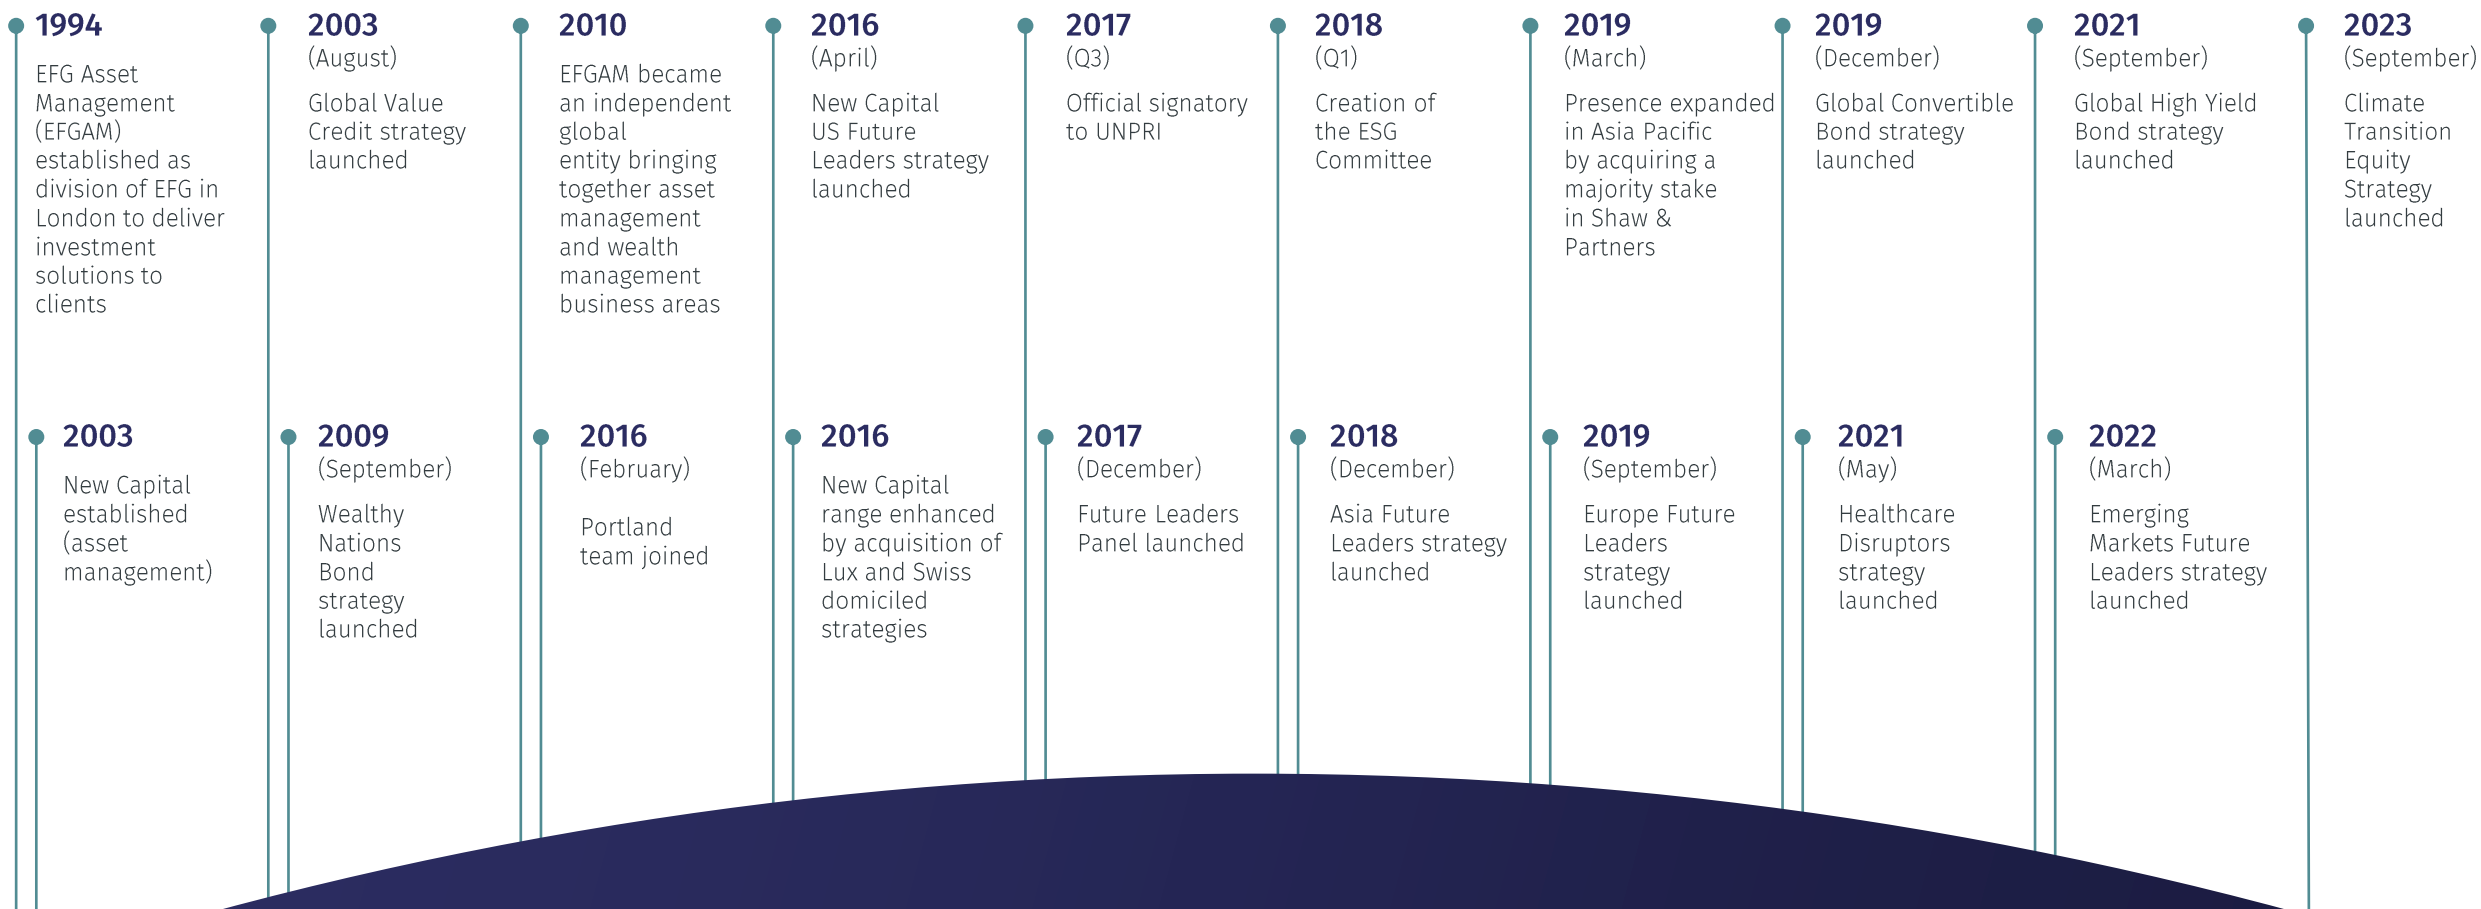 1994
EFG Asset
Management
(EFGAM)
established as
division of EFG in
London to deliver
investment
solutions to
clients
2003
New Capital
established
(asset
management)
2003
(August)
Global Value
Credit strategy
launched
2009
(September)
Wealthy
Nations
Bond
strategy
launched
2010
EFGAM became
an independent
global
entity bringing
together asset
management
and wealth
management
business areas
2016
(February)
Portland
team joined
2016
(April)
New Capital
US Future
Leaders strategy
launched
2016
New Capital
range enhanced
by acquisition of
Lux and Swiss
domiciled
strategies
2017
(Q3)
Official signatory
to UNPRI
2017
(December)
Future Leaders
Panel launched
2018
(Q1)
Creation of
the ESG
Committee
2018
(December)
Asia Future
Leaders strategy
launched
2019
(March)
Presence expanded
in Asia Pacific
by acquiring a
majority stake
in Shaw &
Partners
2019
(September)
Europe Future
Leaders
strategy
launched
2019
(December)
Global Convertible
Bond strategy
launched
2021
(May)
Healthcare
Disruptors
strategy
launched
2021
(September)
Global High Yield
Bond strategy
launched
2022
(March)
Emerging
Markets Future
Leaders strategy
launched
2023
(September)
Climate
Transition
Equity
Strategy
launched